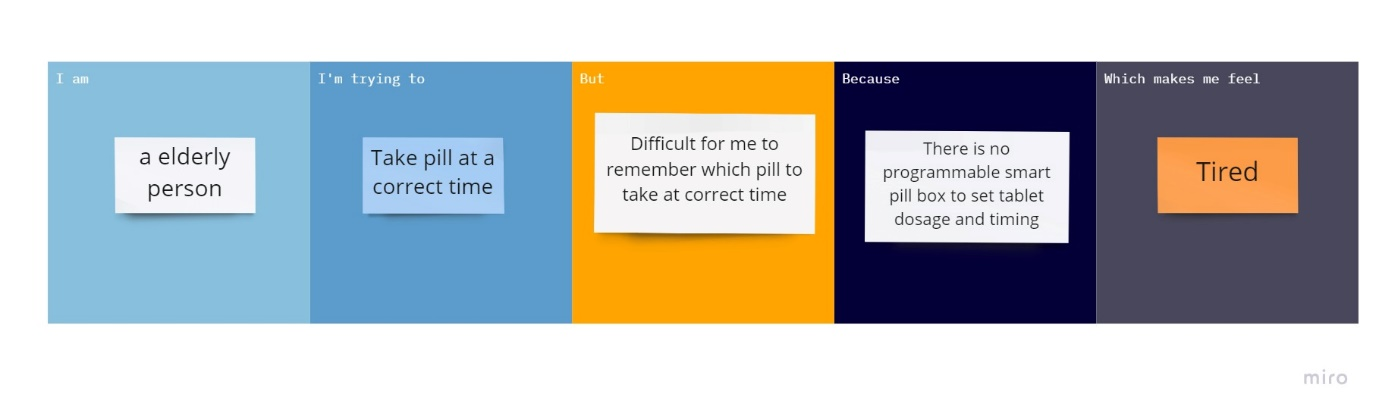 I am
I'm trying to
But
Because
Which makes me feel
a elderly
person
Take pill at a
correct time
Difficult for me to
remember which pill to
take at correct time
There is no
programmable smart
pill box to set tablet
dosage and timing
Tired
miro